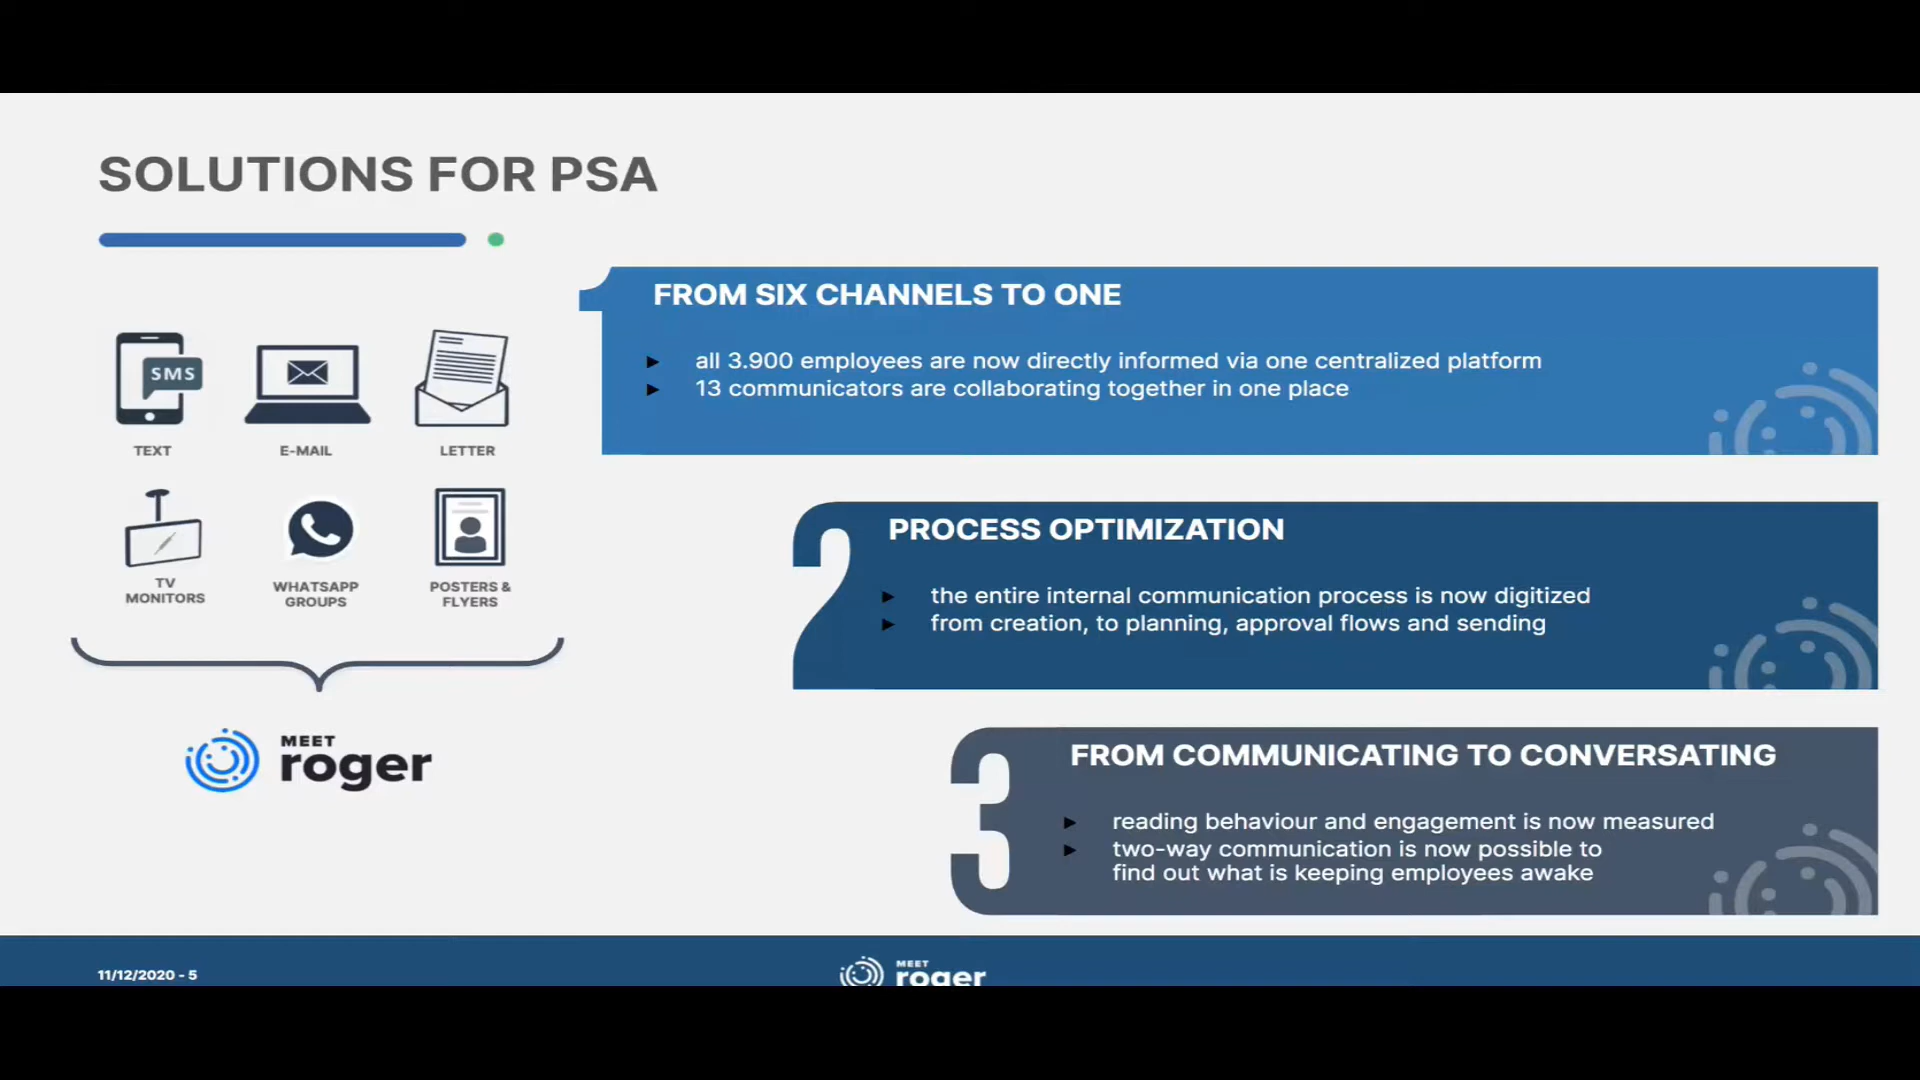 SOLUTIONS FOR PSA
SMS
TEXT
E-MAIL
LETTER
TV
MONITORS
WHATSAPP
GROUPS
POSTERS &
FLYERS
MEET
roger
1
FROM SIX CHANNELS TO ONE
► all 3.900 employees are now directly informed via one centralized platform
► 13 communicators are collaborating together in one place
2
PROCESS OPTIMIZATION
► the entire internal communication process is now digitized
► from creation, to planning, approval flows and sending
3
FROM COMMUNICATING TO CONVERSATING
► reading behaviour and engagement is now measured
► two-way communication is now possible to
find out what is keeping employees awake
11/12/2020 - 5
MEET
roger